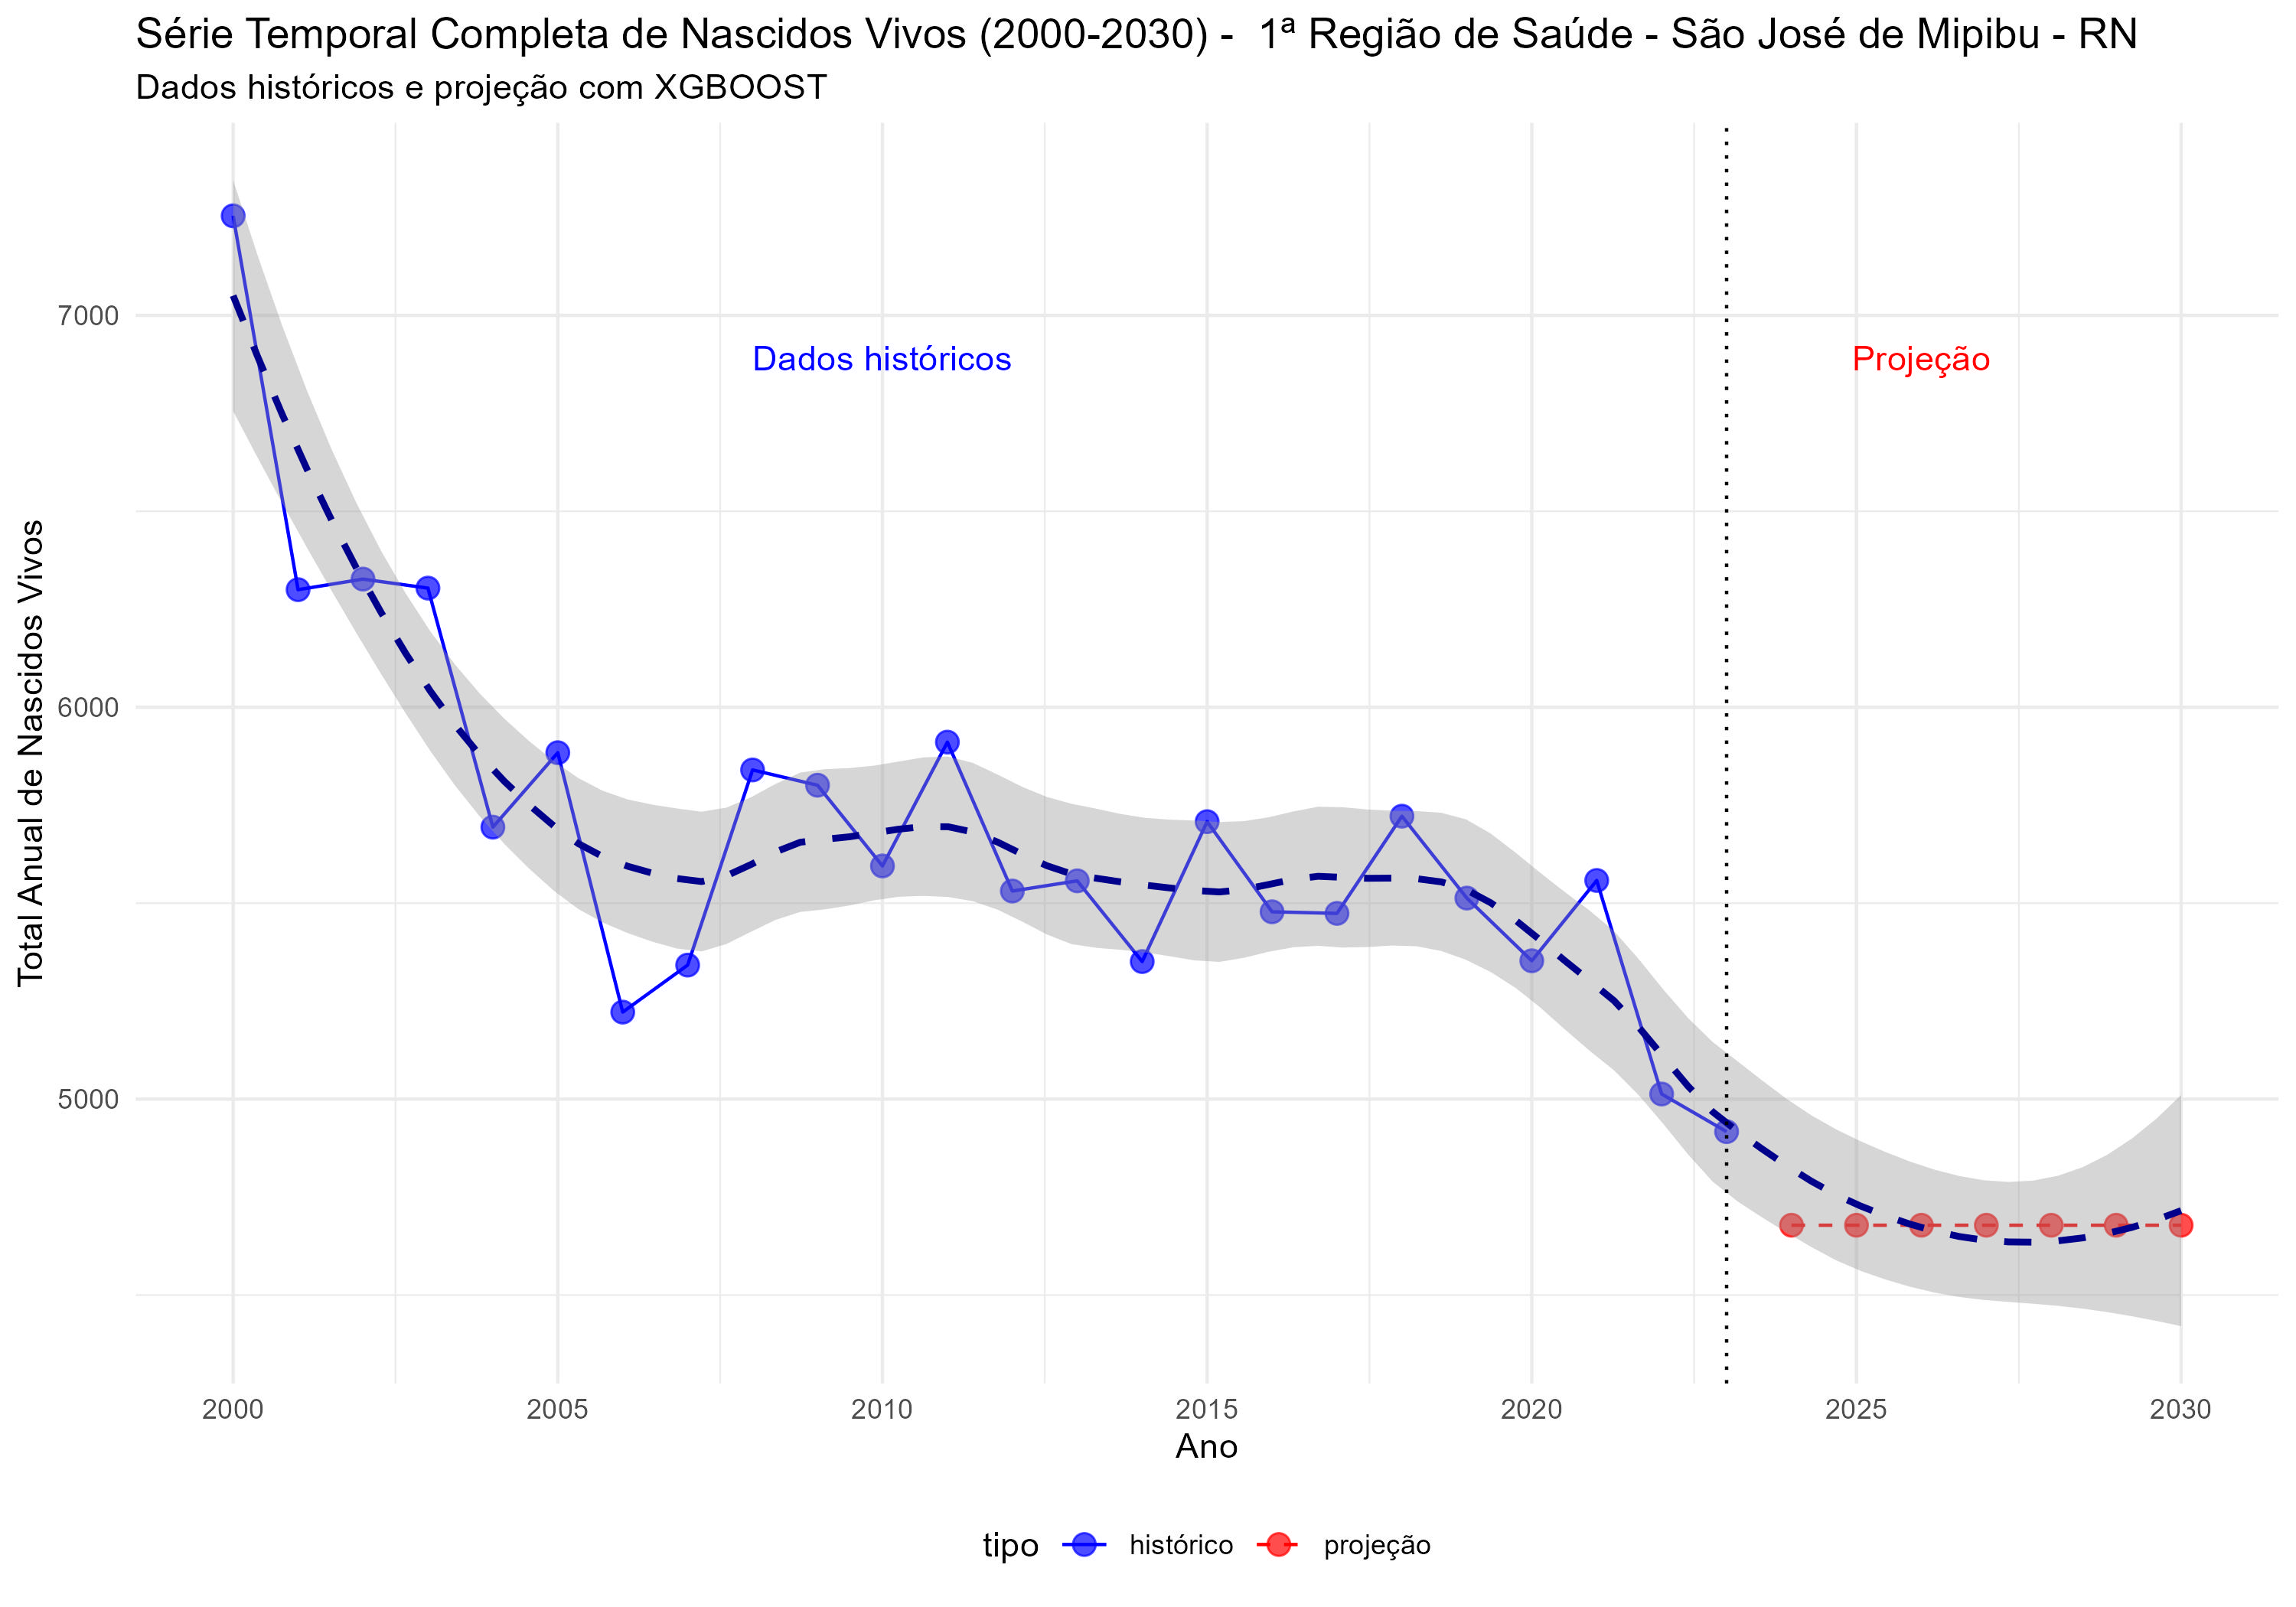 Série Temporal Completa de Nascidos Vivos (2000-2030) -  1ª Região de Saúde - São José de Mipibu - RN
Dados históricos e projeção com XGBOOST
Total Anual de Nascidos Vivos
7000
6000
5000
Dados históricos
Projeção
2000
2005
2010
2015
2020
2025
2030
Ano
tipo
histórico
projeção